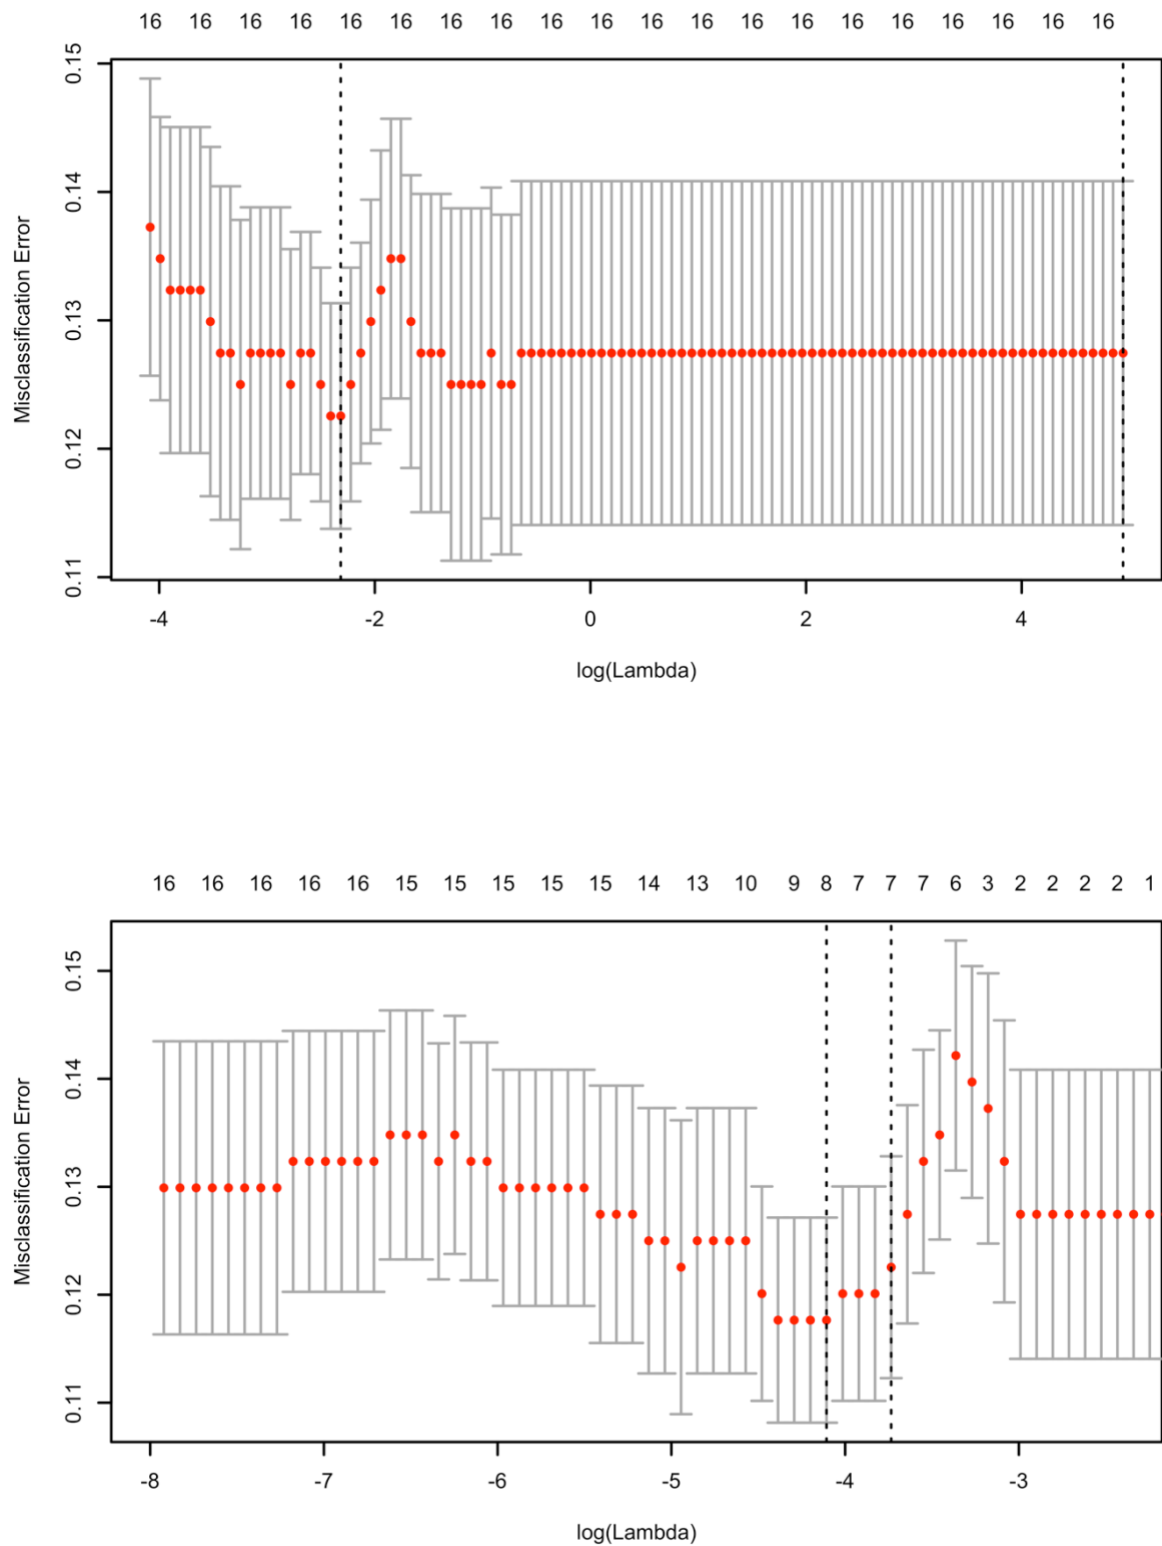 16 16 16 16 16 16 16 16 16 16 16 16 16 16 16 16 16 16 16 16
0.15
0.14
0.13
0.12
0.11
Misclassification Error
-4 -2 0 2 4
log(Lambda)
16 16 16 16 16 15 15 15 15 15 14 13 10 9 8 7 7 7 6 3 2 2 2 2 1
0.15
0.14
0.13
0.12
0.11
Misclassification Error
-8 -7 -6 -5 -4 -3
log(Lambda)